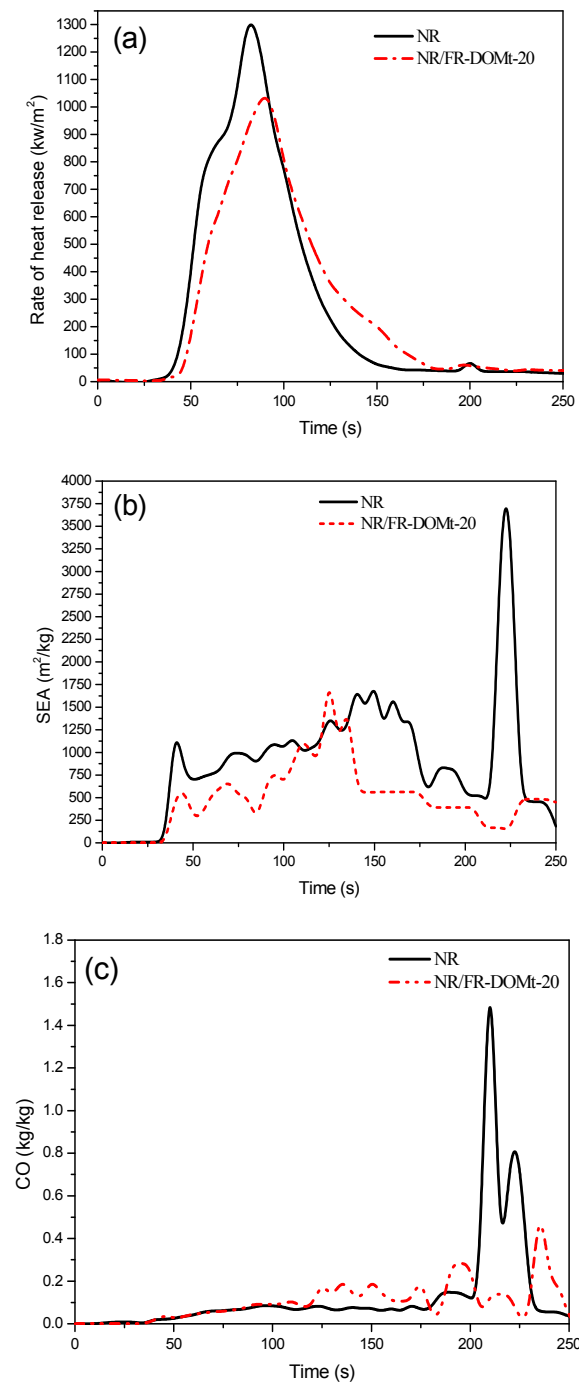 (a)
NR
NR/FR-DOMt-20
1300
1200
1100
1000
900
800
700
600
500
400
300
200
100
0
Rate of heat release (kw/m²)
0 50 100 150 200 250
Time (s)
(b)
NR
NR/FR-DOMt-20
4000
3750
3500
3250
3000
2750
2500
2250
2000
1750
1500
1250
1000
750
500
250
0
SEA (m²/kg)
0 50 100 150 200 250
Time (s)
(c)
NR
NR/FR-DOMt-20
1.8
1.6
1.4
1.2
1.0
0.8
0.6
0.4
0.2
0.0
CO (kg/kg)
0 50 100 150 200 250
Time (s)